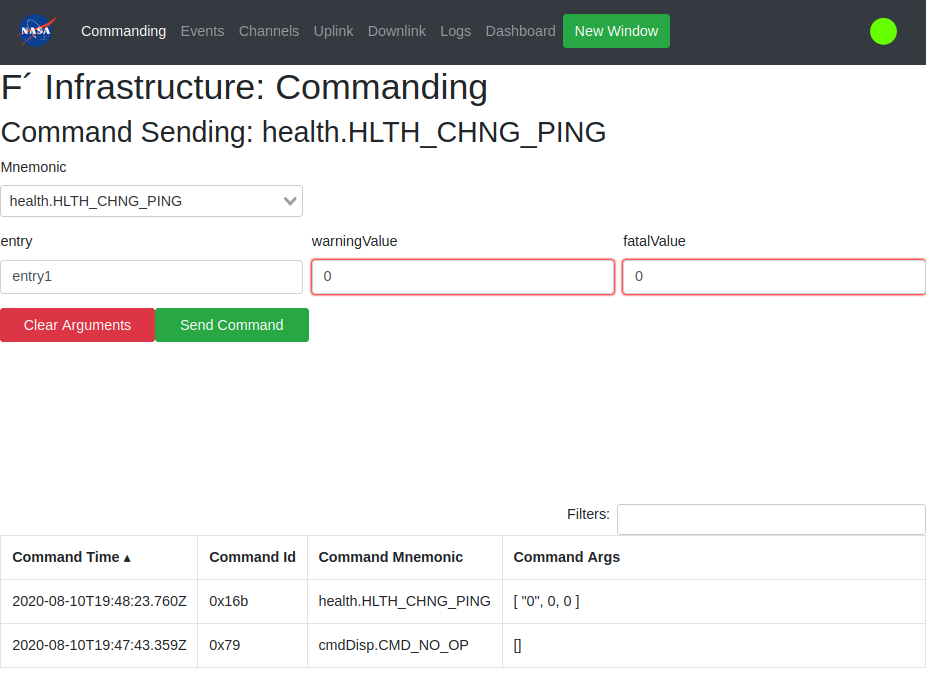 NASA Commanding Events Channels Uplink Downlink Logs Dashboard New Window
F´ Infrastructure: Commanding
Command Sending: health.HLTH_CHNG_PING
Mnemonic
health.HLTH_CHNG_PING
entry warningValue fatalValue
entry1 0 0
Clear Arguments Send Command
Filters:
Command Time ▴ Command Id Command Mnemonic Command Args
2020-08-10T19:48:23.760Z 0x16b health.HLTH_CHNG_PING [ "0", 0, 0 ]
2020-08-10T19:47:43.359Z 0x79 cmdDisp.CMD_NO_OP []